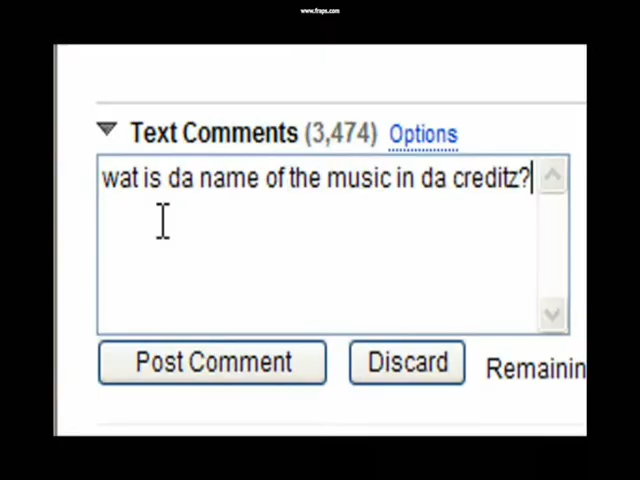 www.fraps.com
Text Comments (3,474) Options
wat is da name of the music in da creditz?
Post Comment Discard Remainin